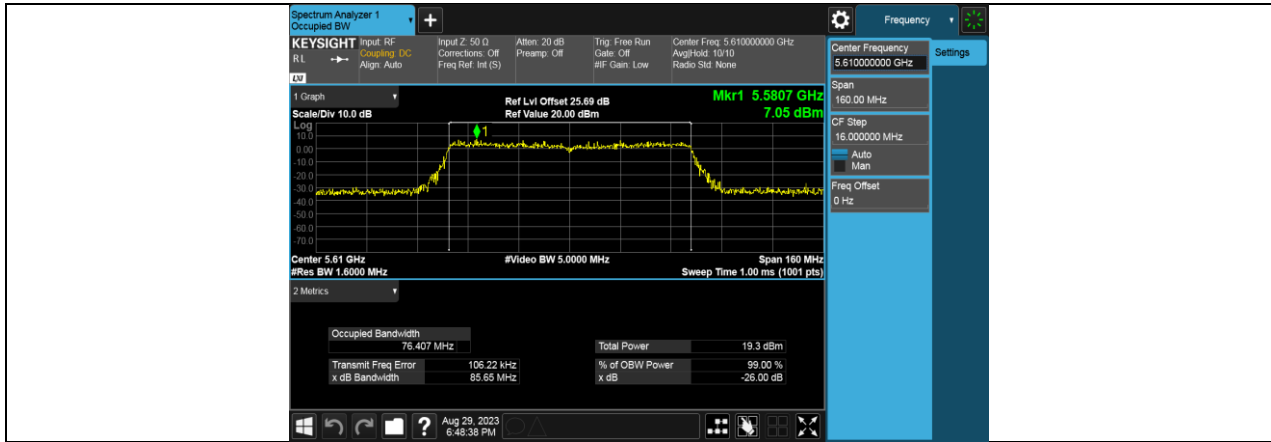 Spectrum Analyzer 1
Occupied BW
+
Frequency
KEYSIGHT
R L
LXI
Input: RF
Coupling: DC
Align: Auto
Input Z: 50 Ω
Corrections: Off
Freq Ref: Int (S)
Atten: 20 dB
Preamp: Off
Trig: Free Run
Gate: Off
#IF Gain: Low
Center Freq: 5.610000000 GHz
Avg|Hold: 10/10
Radio Std: None
Center Frequency
5.610000000 GHz
Settings
Span
160.00 MHz
CF Step
16.000000 MHz
Auto
Man
Freq Offset
0 Hz
1 Graph
Scale/Div 10.0 dB
Ref Lvl Offset 25.69 dB
Ref Value 20.00 dBm
Mkr1 5.5807 GHz
7.05 dBm
Log
10.0
0.00
-10.0
-20.0
-30.0
-40.0
-50.0
-60.0
-70.0
1
Center 5.61 GHz
#Res BW 1.6000 MHz
#Video BW 5.0000 MHz
Span 160 MHz
Sweep Time 1.00 ms (1001 pts)
2 Metrics
Occupied Bandwidth
76.407 MHz
Transmit Freq Error 106.22 kHz
x dB Bandwidth 85.65 MHz
Total Power 19.3 dBm
% of OBW Power 99.00 %
x dB -26.00 dB
?
Aug 29, 2023
6:48:38 PM